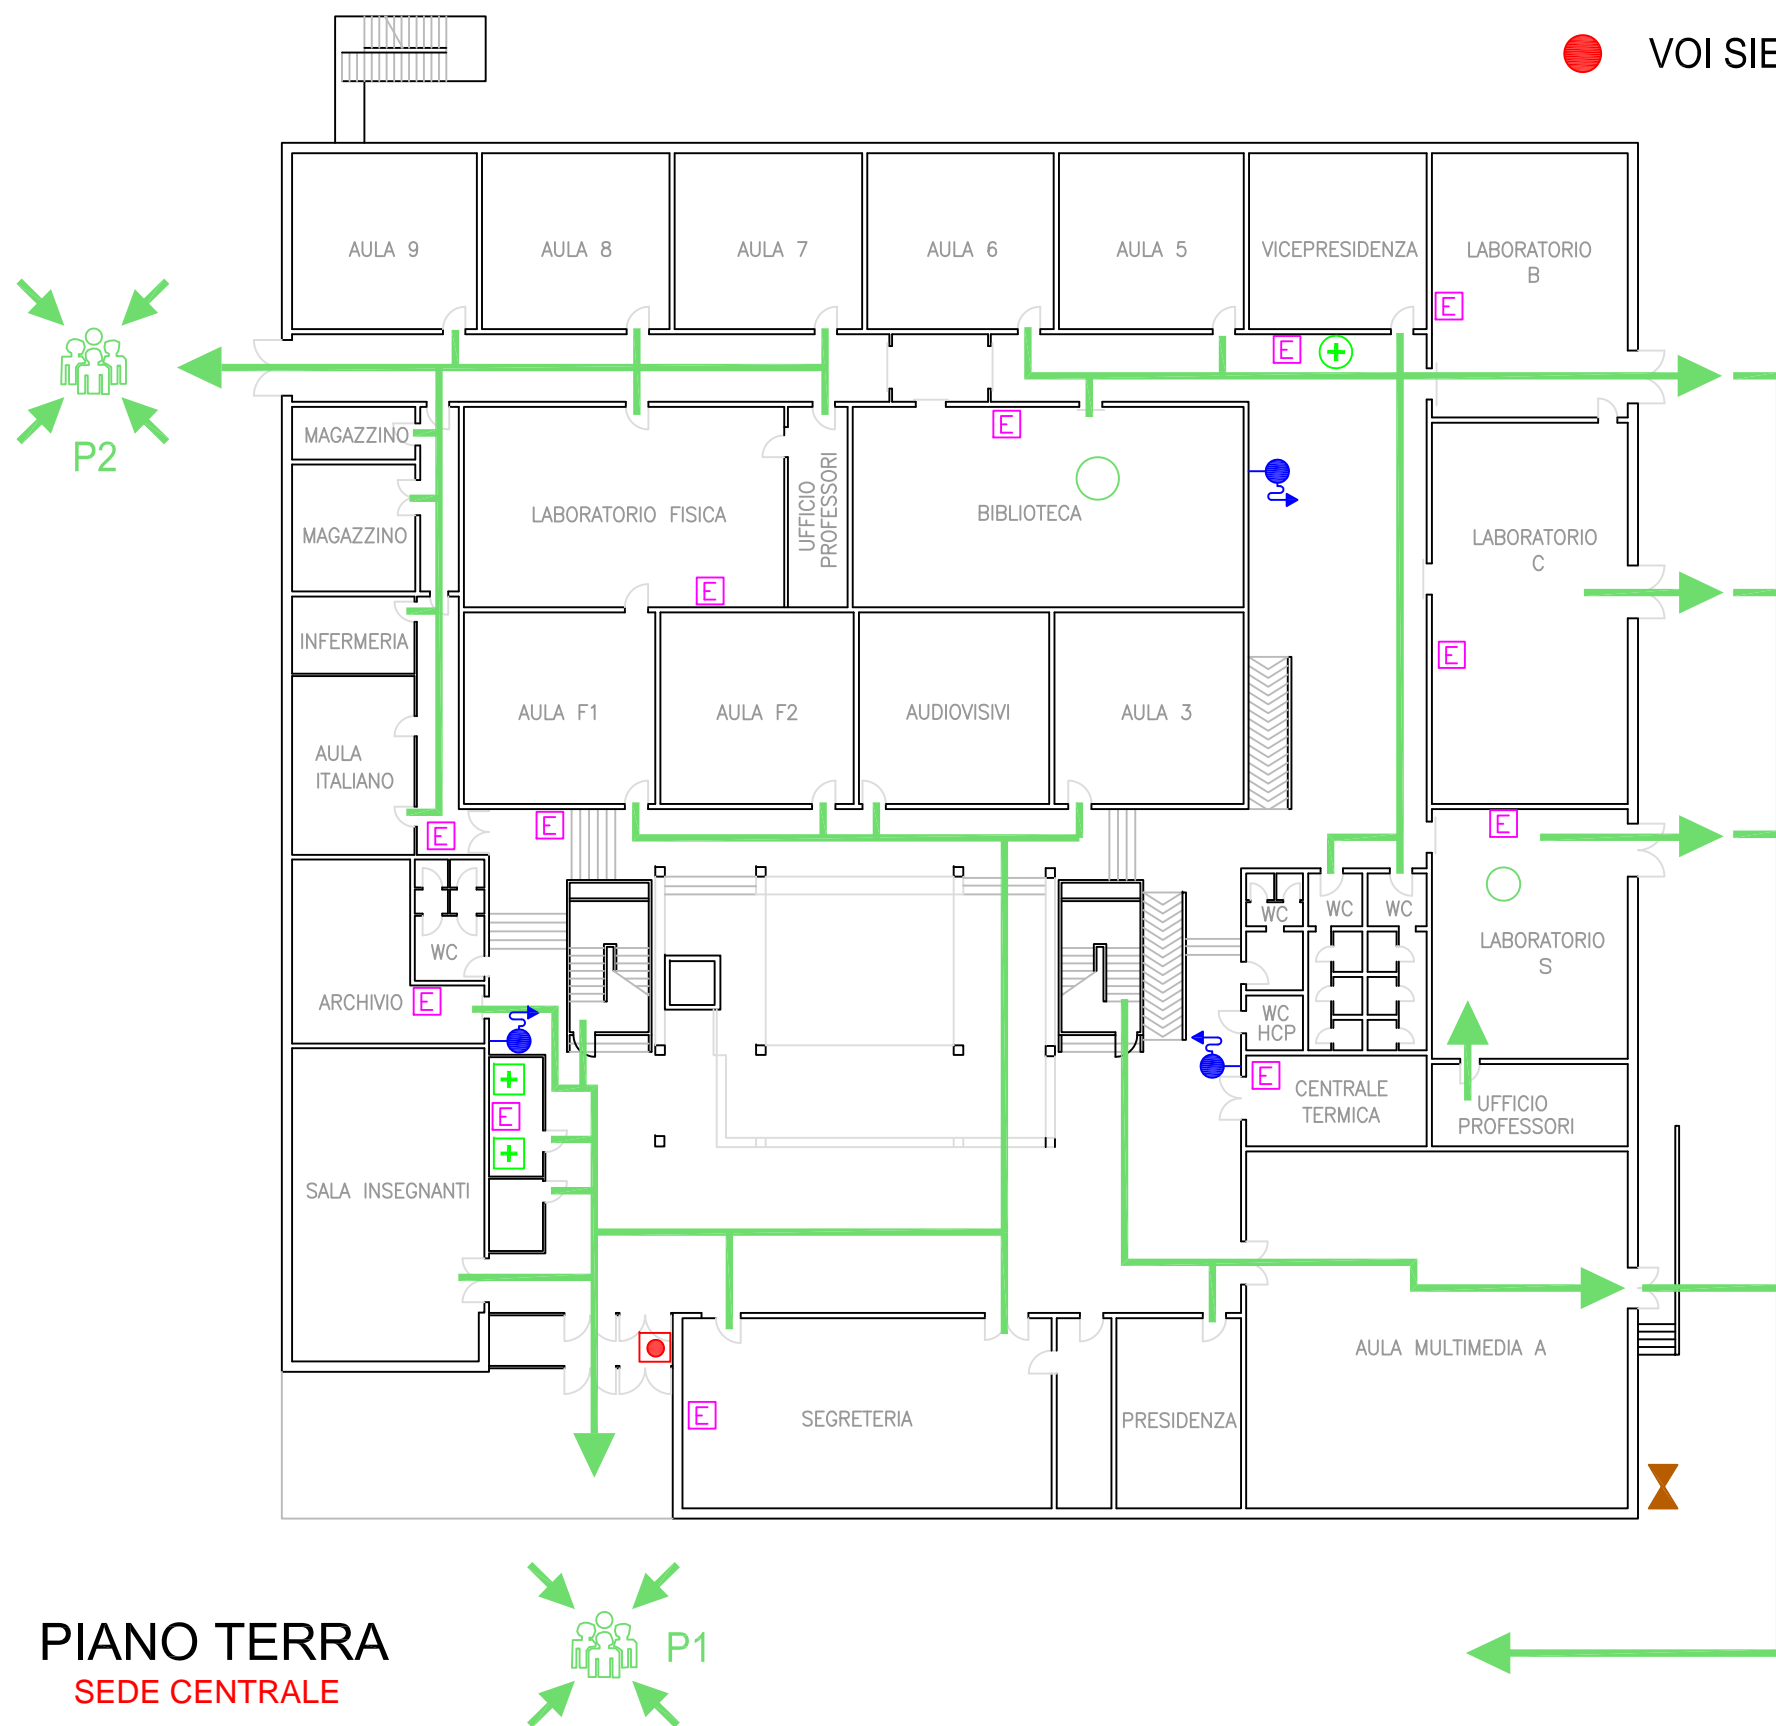 VOI SIE
AULA 9
AULA 8
AULA 7
AULA 6
AULA 5
VICEPRESIDENZA
LABORATORIO
B
E
E
P2
MAGAZZINO
E
MAGAZZINO
LABORATORIO FISICA
UFFICIO
PROFESSORI
BIBLIOTECA
LABORATORIO
C
E
INFERMERIA
E
AULA F1
AULA F2
AUDIOVISIVI
AULA 3
AULA
ITALIANO
E
E
E
WC
WC
WC
WC
LABORATORIO
S
ARCHIVIO
E
WC
HCP
E
CENTRALE
TERMICA
UFFICIO
PROFESSORI
E
SALA INSEGNANTI
AULA MULTIMEDIA A
E
SEGRETERIA
PRESIDENZA
PIANO TERRA
SEDE CENTRALE
P1